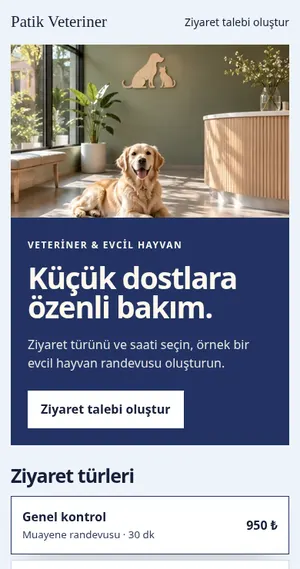 Patik Veteriner
Ziyaret talebi oluştur
VETERİNER & EVCİL HAYVAN
Küçük dostlara
özenli bakım.
Ziyaret türünü ve saati seçin, örnek bir
evcil hayvan randevusu oluşturun.
Ziyaret talebi oluştur
Ziyaret türleri
Genel kontrol
950 ₺
Muayene randevusu · 30 dk